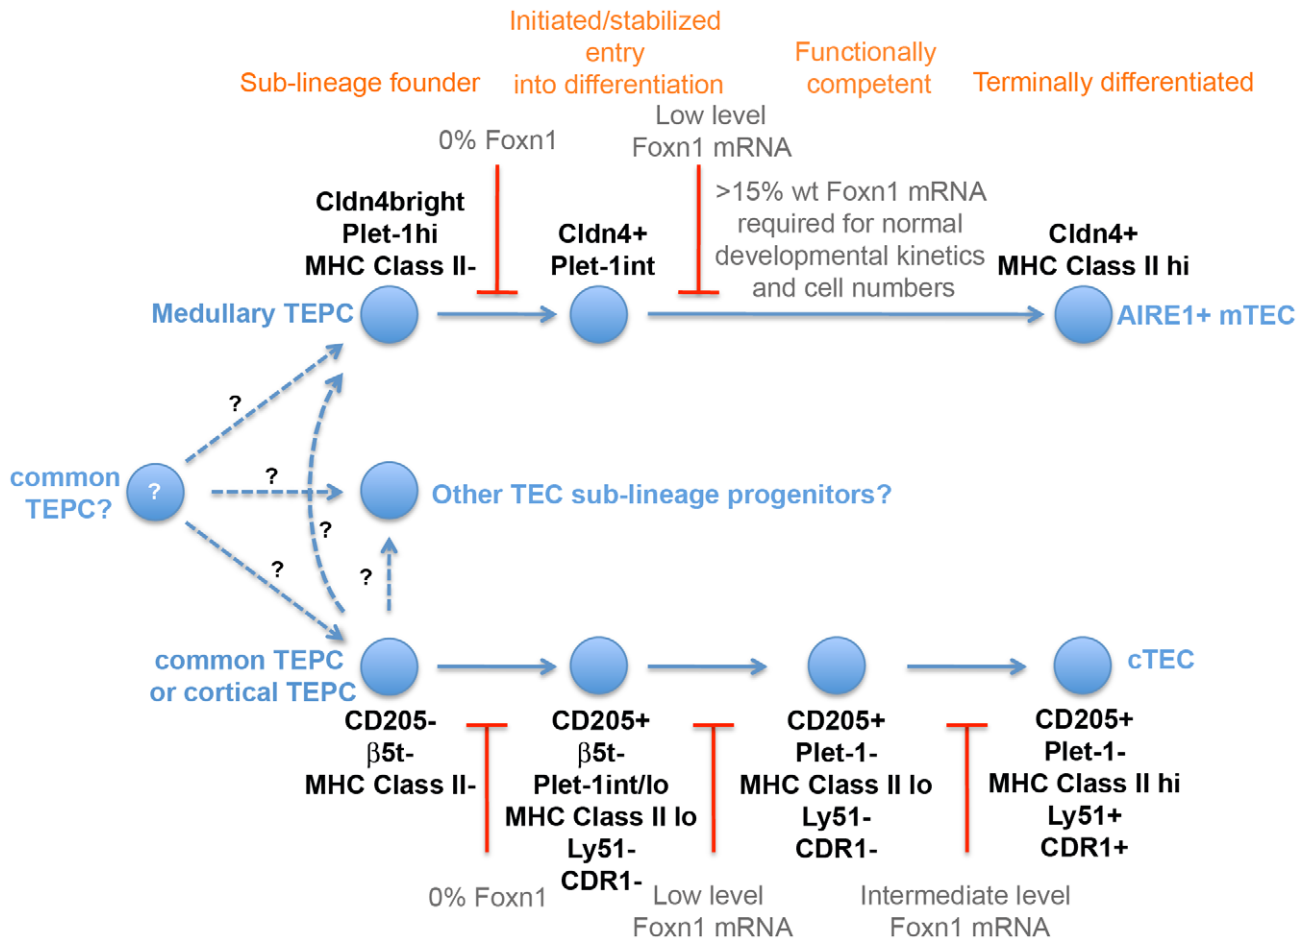 Initiated/stabilized
entry
into differentiation
Sub-lineage founder
Functionally
competent
Terminally differentiated
0% Foxn1
Low level
Foxn1 mRNA
>15% wt Foxn1 mRNA
required for normal
developmental kinetics
and cell numbers
Cldn4bright
Plet-1hi
MHC Class II-
Cldn4+
Plet-1int
Cldn4+
MHC Class II hi
Medullary TEPC
AIRE1+ mTEC
?
common
TEPC?
?
?
Other TEC sub-lineage progenitors?
?
?
?
common TEPC
or cortical TEPC
cTEC
CD205-
β5t-
MHC Class II-
CD205+
β5t-
Plet-1int/lo
MHC Class II lo
Ly51-
CDR1-
CD205+
Plet-1-
MHC Class II lo
Ly51-
CDR1-
CD205+
Plet-1-
MHC Class II hi
Ly51+
CDR1+
0% Foxn1
Low level
Foxn1 mRNA
Intermediate level
Foxn1 mRNA